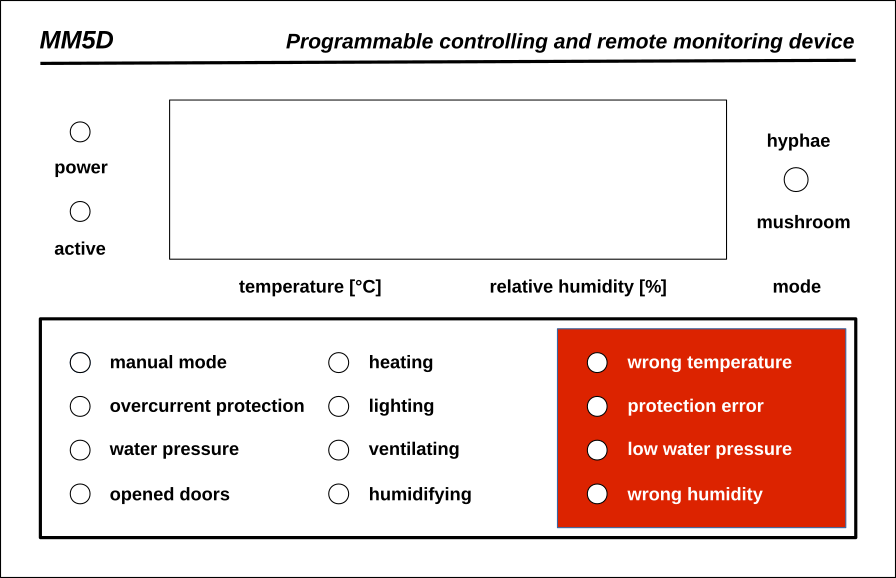 MM5D
Programmable controlling and remote monitoring device
power
active
hyphae
mushroom
temperature [°C]
relative humidity [%]
mode
manual mode
overcurrent protection
water pressure
opened doors
heating
lighting
ventilating
humidifying
wrong temperature
protection error
low water pressure
wrong humidity